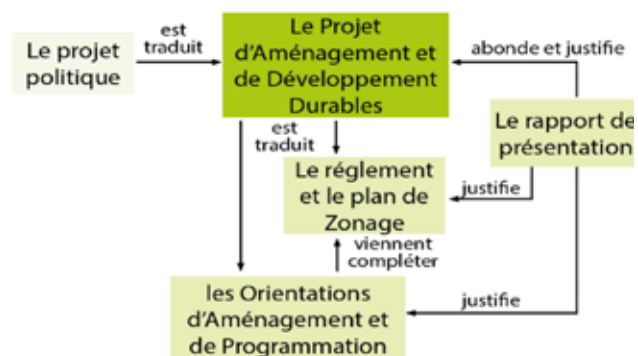 Le projet
politique
est
traduit
Le Projet
d'Aménagement et
de Développement
Durables
abonde et justifie
Le rapport de
présentation
est
traduit
Le réglement
et le plan de
Zonage
justifie
viennent
compléter
les Orientations
d'Aménagement et
de Programmation
justifie